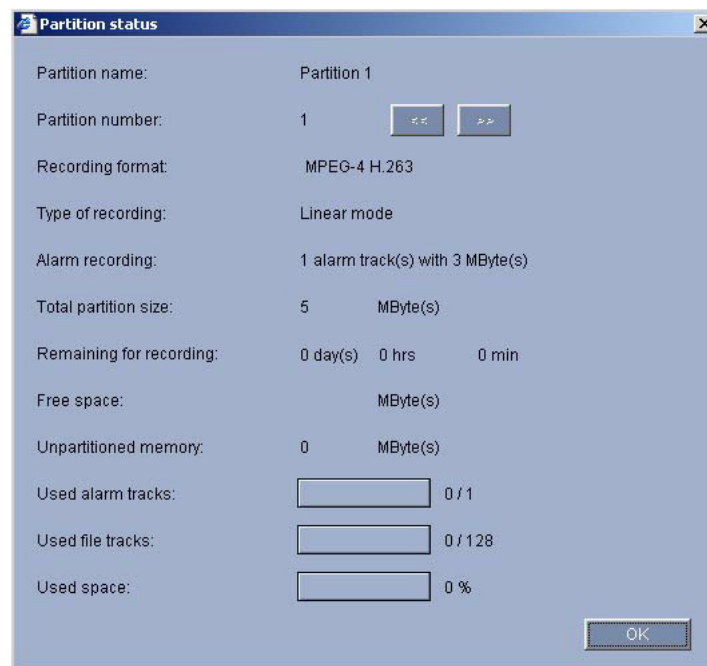 Partition status
Partition name: Partition 1
Partition number: 1 << >>
Recording format: MPEG-4 H.263
Type of recording: Linear mode
Alarm recording: 1 alarm track(s) with 3 MByte(s)
Total partition size: 5 MByte(s)
Remaining for recording: 0 day(s) 0 hrs 0 min
Free space: MByte(s)
Unpartitioned memory: 0 MByte(s)
Used alarm tracks: 0 / 1
Used file tracks: 0 / 128
Used space: 0 %
OK